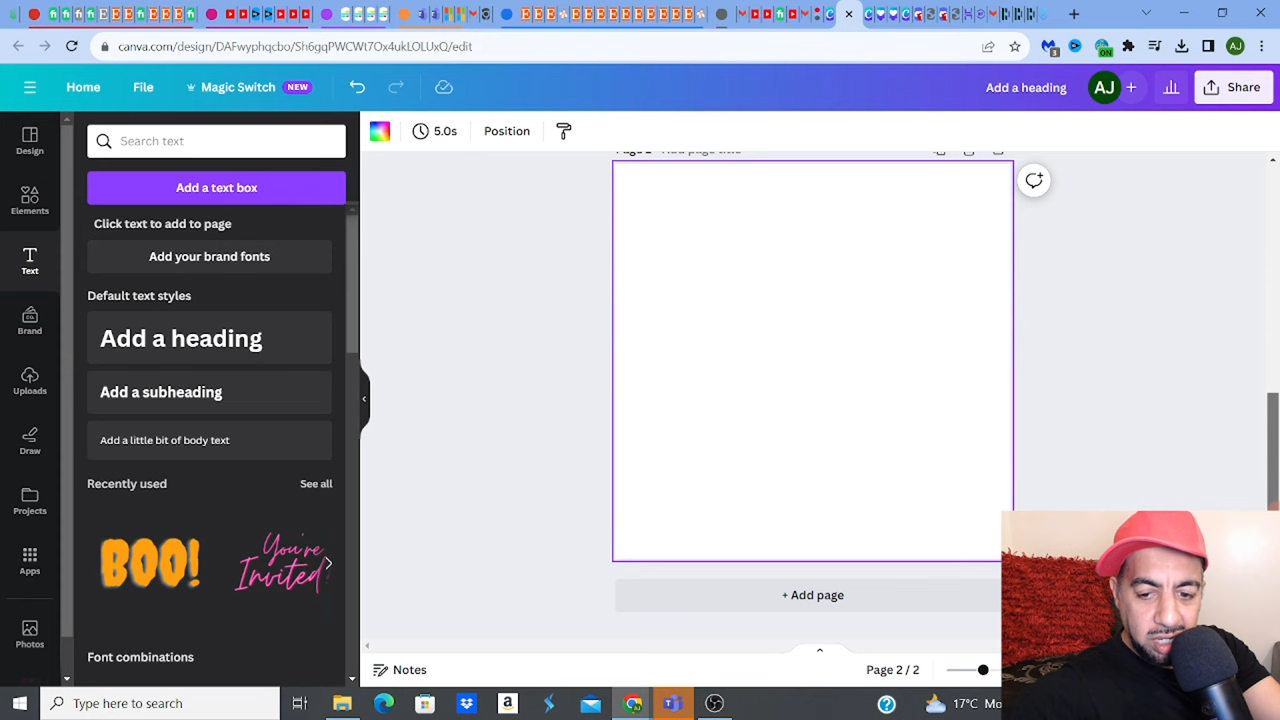 canva.com/design/DAFwyphqcbo/Sh6gqPWCWt7Ox4ukLOLUxQ/edit
3
ON
AJ
Home
File
Magic Switch
NEW
Add a heading
AJ
+
Share
Design
Elements
Text
Brand
Uploads
Draw
Projects
Apps
Photos
Search text
Add a text box
Click text to add to page
Add your brand fonts
Default text styles
Add a heading
Add a subheading
Add a little bit of body text
Recently used
See all
BOO!
You're
Invited
Font combinations
5.0s
Position
+ Add page
Notes
Page 2 / 2
Type here to search
17°C